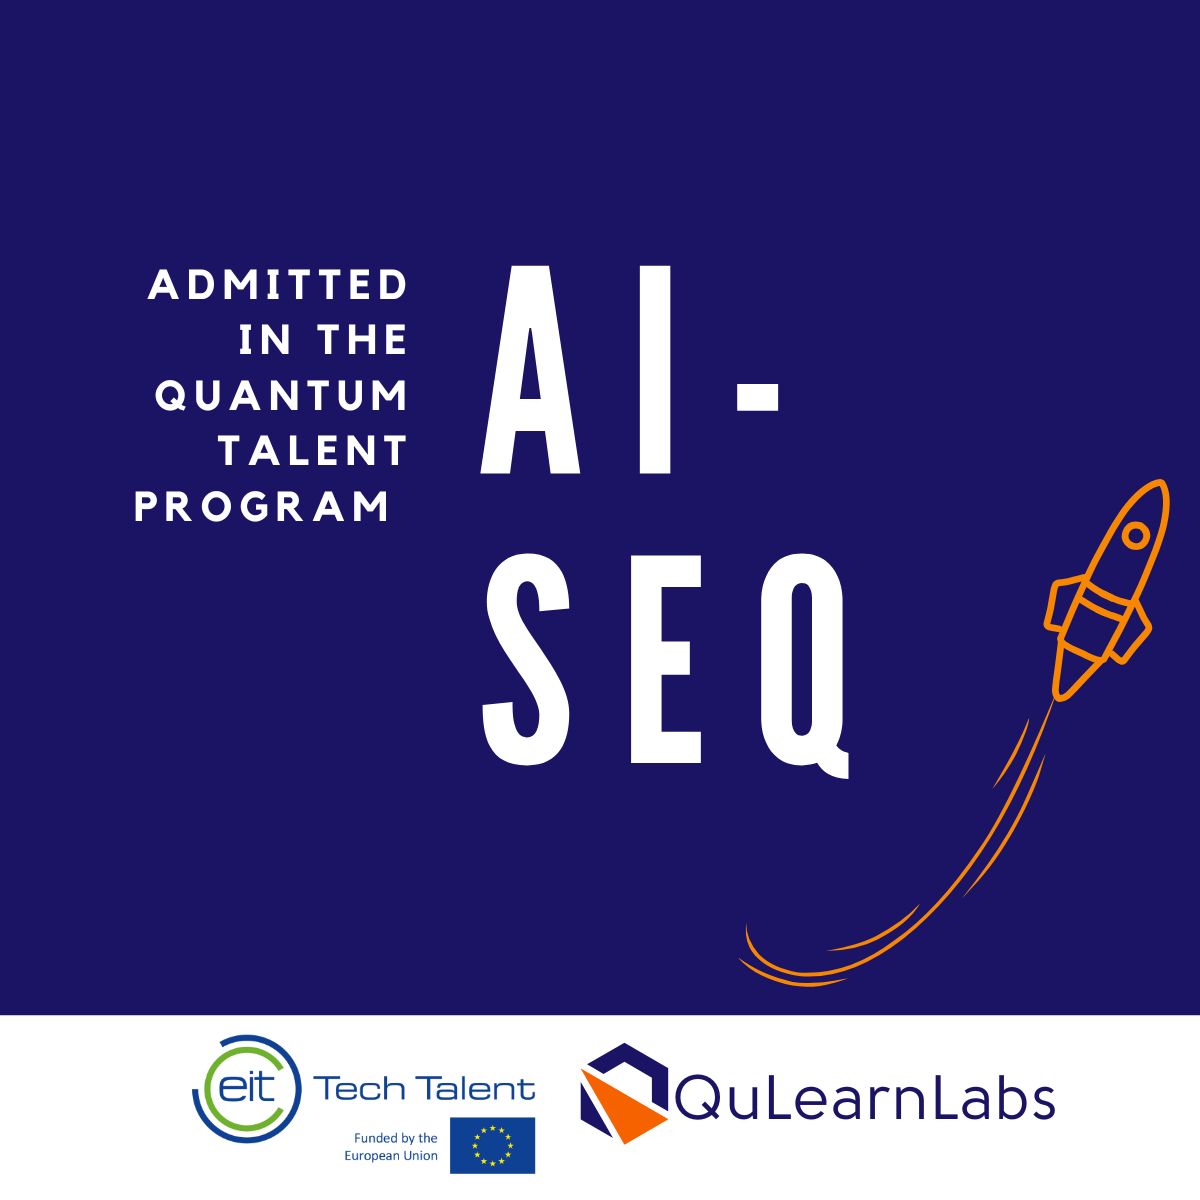 ADMITTED
IN THE
QUANTUM
TALENT
PROGRAM
AI-
SEQ
eit Tech Talent
Funded by the
European Union
QuLearnLabs